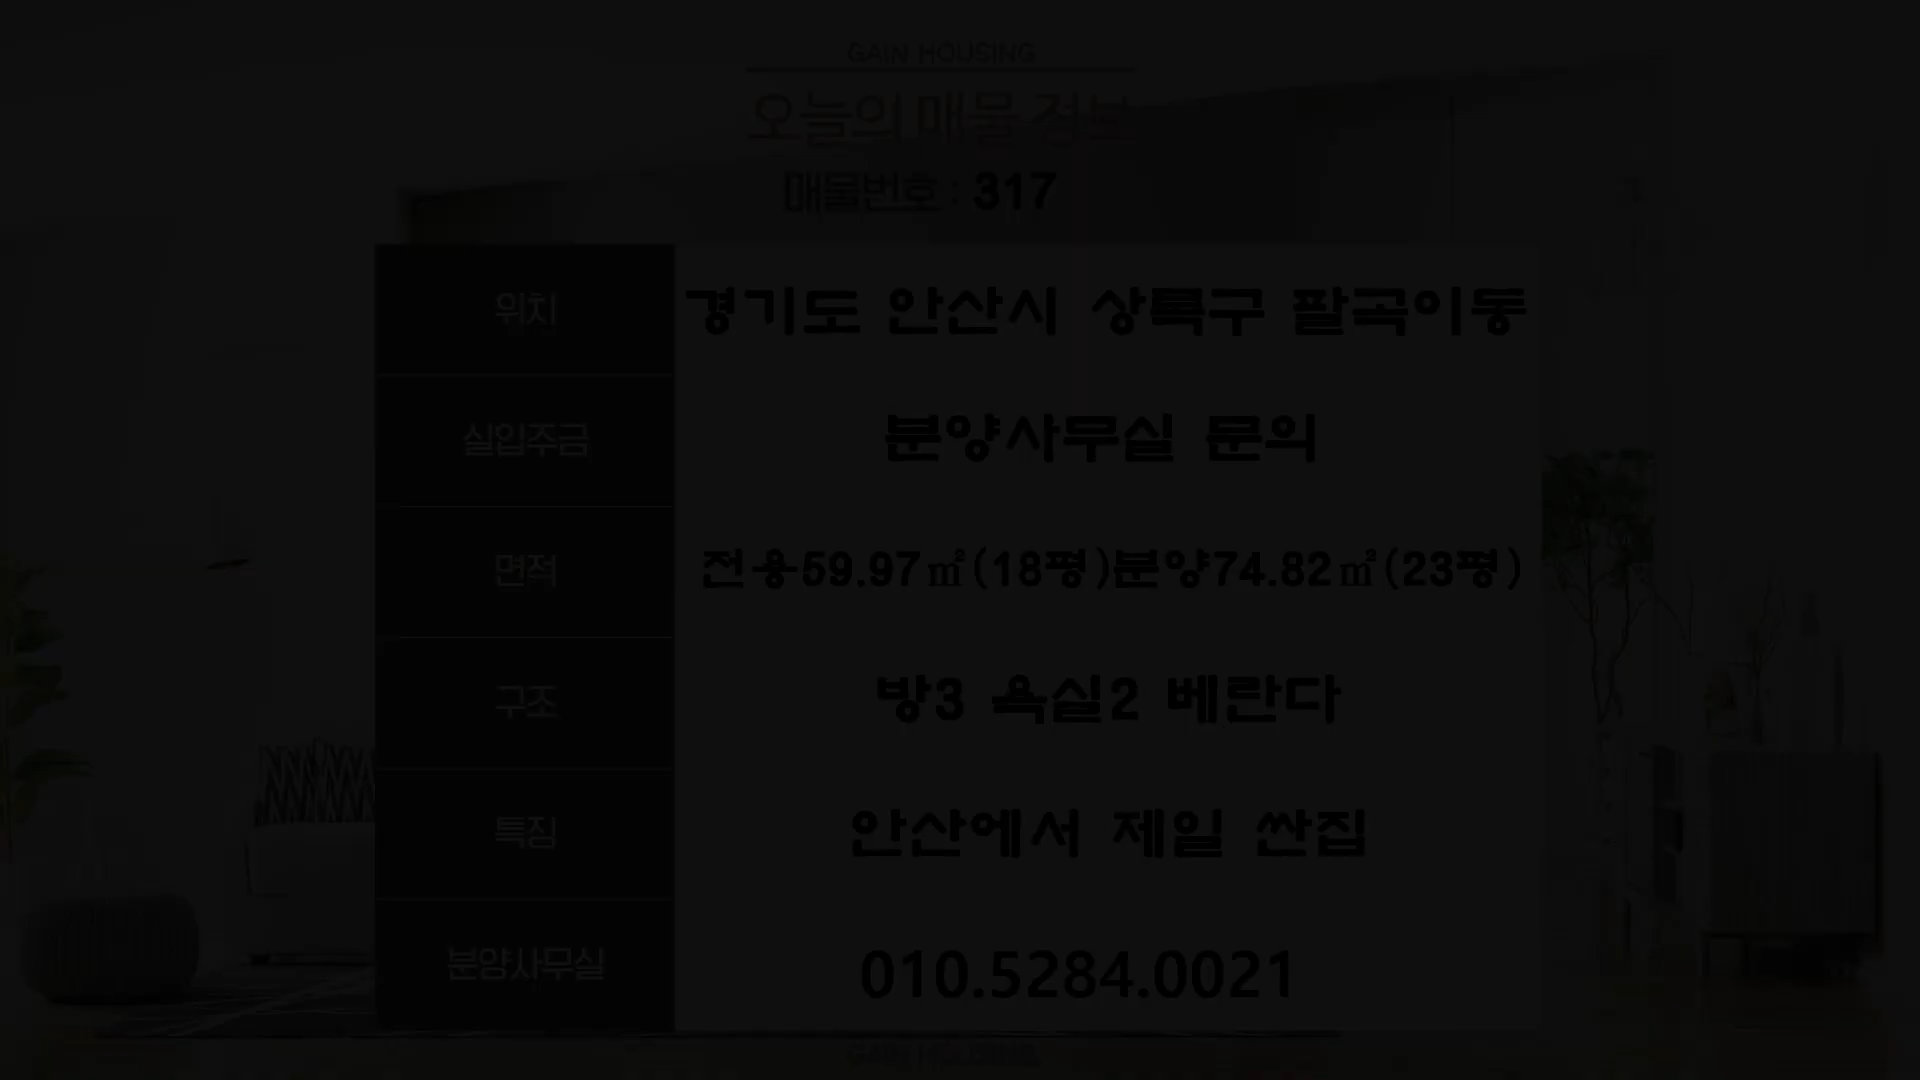 GAIN HOUSING
오늘의 매물 정보
매물번호 : 317
위치
경기도 안산시 상록구 팔곡이동
실입주금
분양사무실 문의
면적
전용59.97㎡(18평)분양74.82㎡(23평)
구조
방3 욕실2 베란다
특징
안산에서 제일 싼집
분양사무실
010.5284.0021
GAIN HOUSING